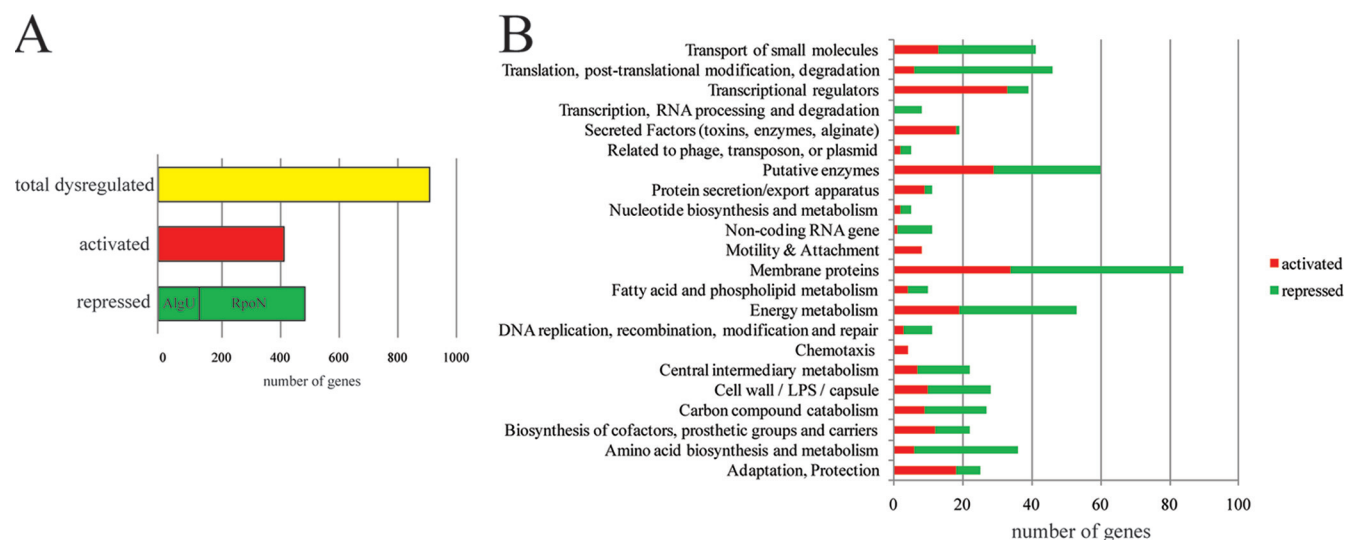 A
total dysregulated
activated
repressed
AlgU
RpoN
0 200 400 600 800 1000
number of genes
B
Transport of small molecules
Translation, post-translational modification, degradation
Transcriptional regulators
Transcription, RNA processing and degradation
Secreted Factors (toxins, enzymes, alginate)
Related to phage, transposon, or plasmid
Putative enzymes
Protein secretion/export apparatus
Nucleotide biosynthesis and metabolism
Non-coding RNA gene
Motility & Attachment
Membrane proteins
Fatty acid and phospholipid metabolism
Energy metabolism
DNA replication, recombination, modification and repair
Chemotaxis
Central intermediary metabolism
Cell wall / LPS / capsule
Carbon compound catabolism
Biosynthesis of cofactors, prosthetic groups and carriers
Amino acid biosynthesis and metabolism
Adaptation, Protection
0 20 40 60 80 100
number of genes
activated
repressed